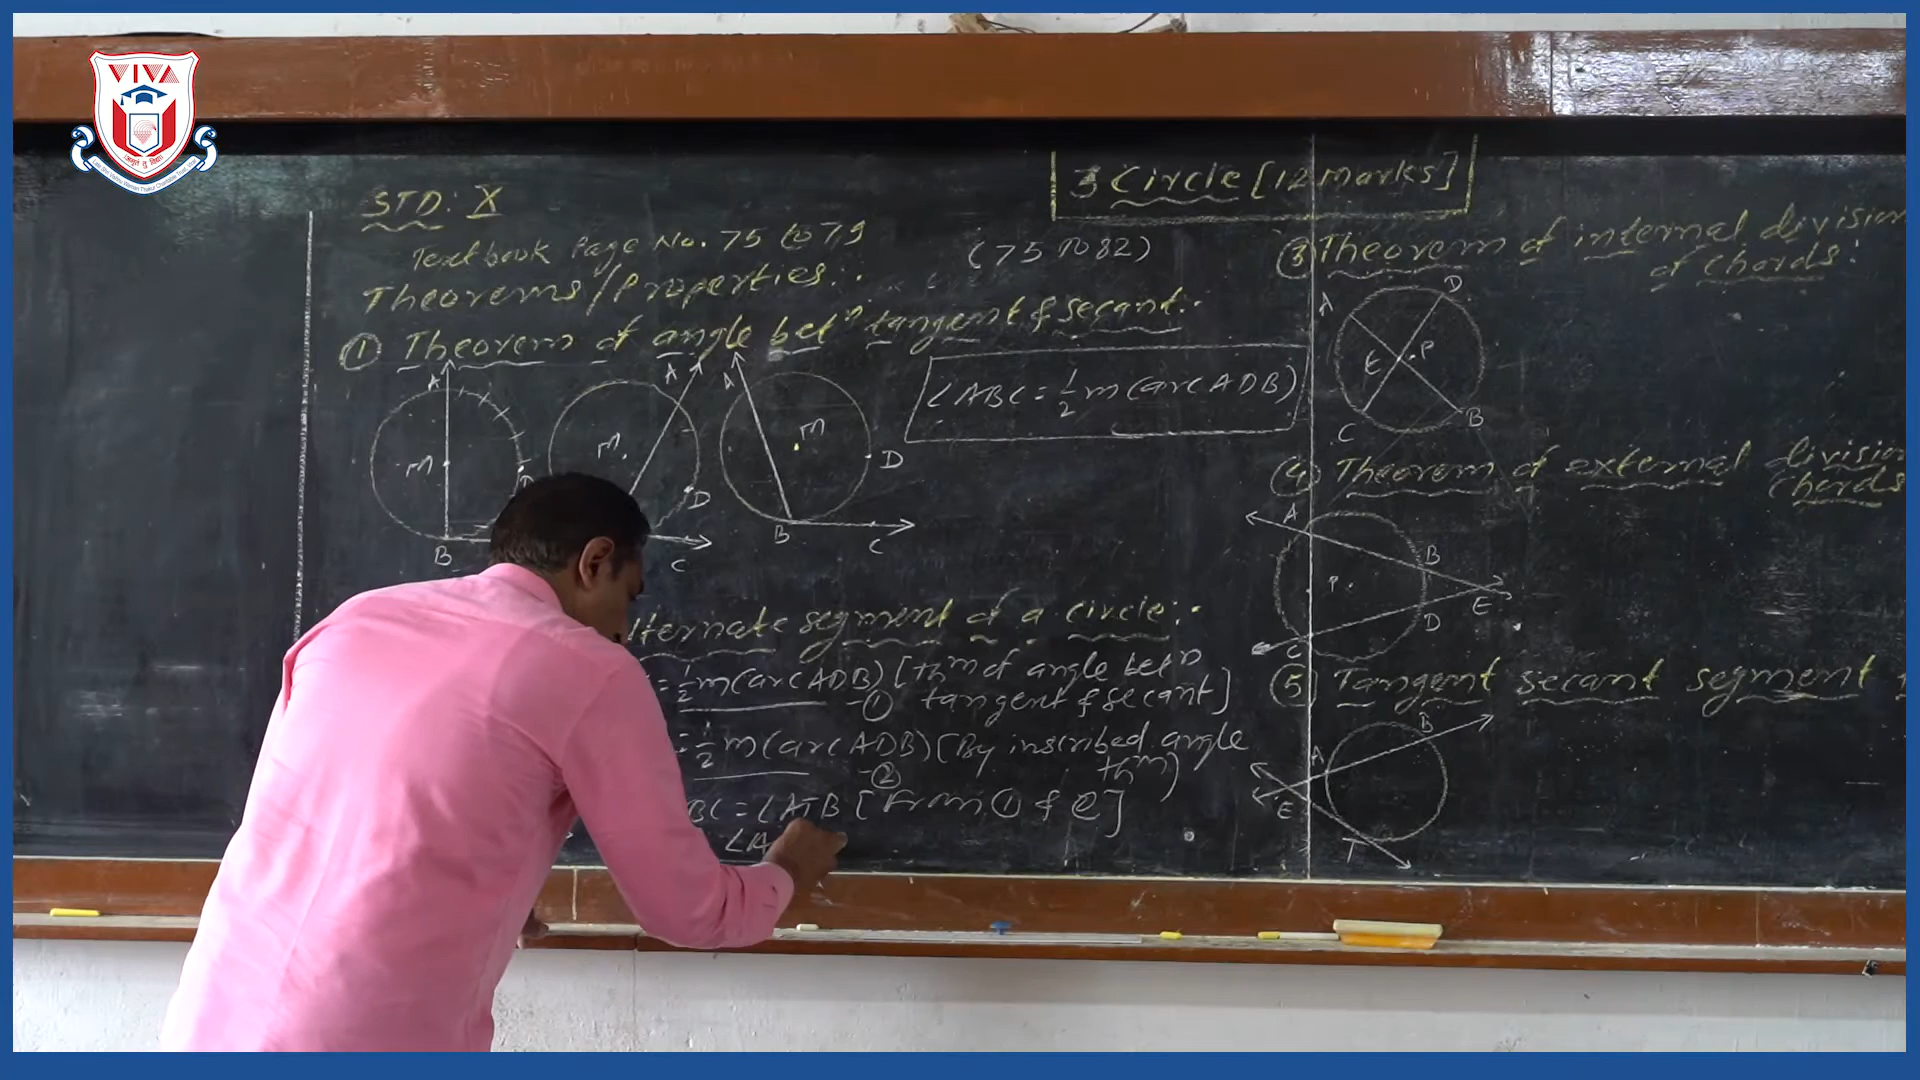 VIVA
STD: X
Textbook Page No. 75 to 79
(75 to 82)
Theorems/Properties:.
① Theorem of angle betⁿ tangent & secant:.
A
M
B
A
M
D
C
A
M
D
B
C
∠ABC = 1/2 m(arc ADB)
alternate segment of a circle:.
= 1/2 m(arc ADB) [thm of angle betⁿ
-① tangent & secant]
= 1/2 m(arc ADB) [By inscribed angle
-② thm]
BC = ∠ATB [from ① & ②]
∠A
3 Circle [12 Marks]
③ Theorem of internal division
of chords:
A
D
E
P
C
B
④ Theorem of external division
chords
A
B
P
E
D
C
⑤ Tangent secant segment
B
A
E
T